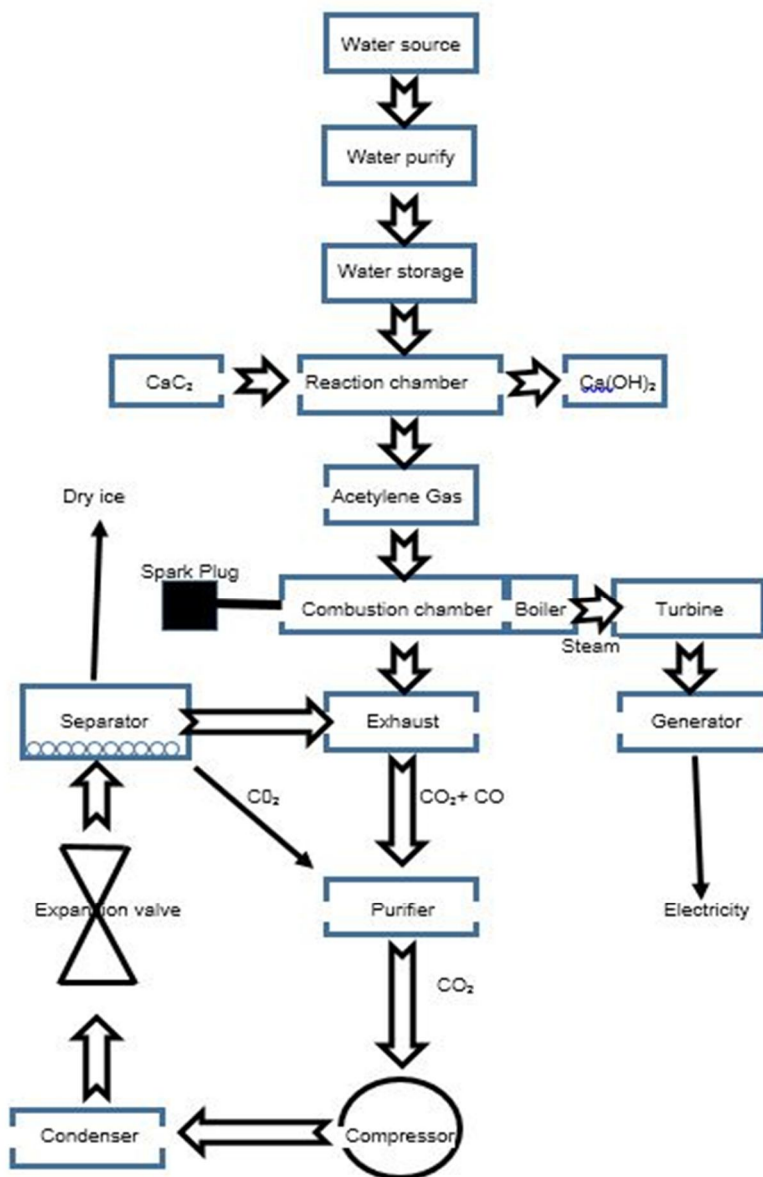 Water source
Water purify
Water storage
CaC₂
Reaction chamber
Ca(OH)₂
Acetylene Gas
Dry ice
Spark Plug
Combustion chamber
Boiler
Turbine
Steam
Separator
Exhaust
Generator
C0₂
CO₂+ CO
Expansion valve
Purifier
Electricity
CO₂
Condenser
Compressor